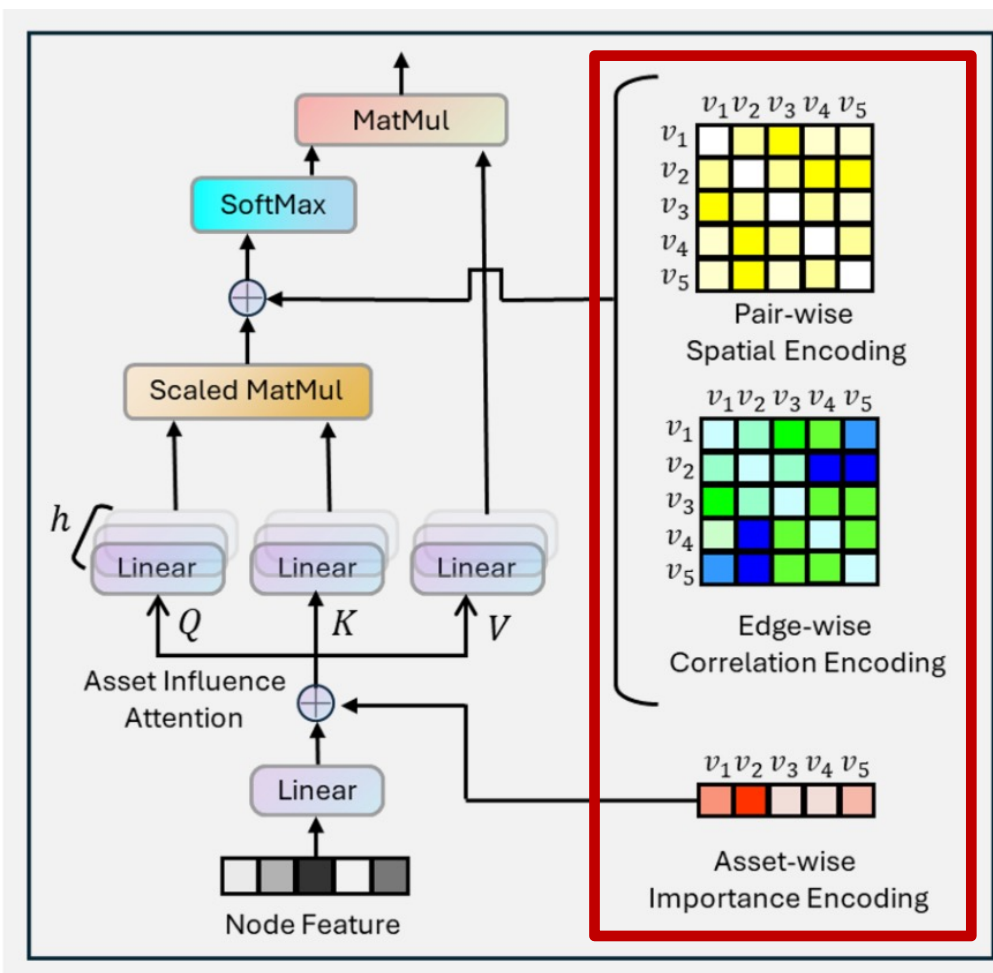 MatMul
SoftMax
Scaled MatMul
h
Linear
Linear
Linear
Q
K
V
Asset Influence
Attention
Linear
Node Feature
v₁ v₂ v₃ v₄ v₅
v₁
v₂
v₃
v₄
v₅
Pair-wise
Spatial Encoding
v₁ v₂ v₃ v₄ v₅
v₁
v₂
v₃
v₄
v₅
Edge-wise
Correlation Encoding
v₁ v₂ v₃ v₄ v₅
Asset-wise
Importance Encoding